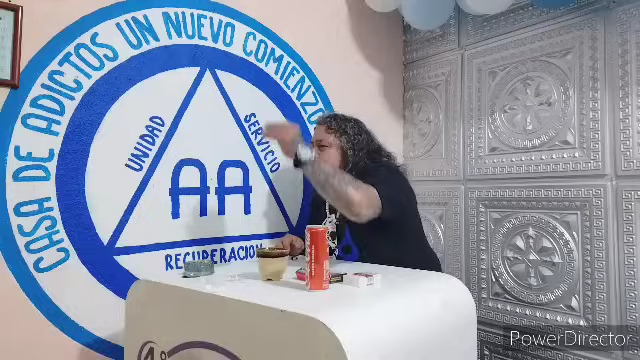 CASA DE ADICTOS UN NUEVO COMIENZO
UNIDAD
SERVICIO
AA
RECUPERACION
PowerDirector